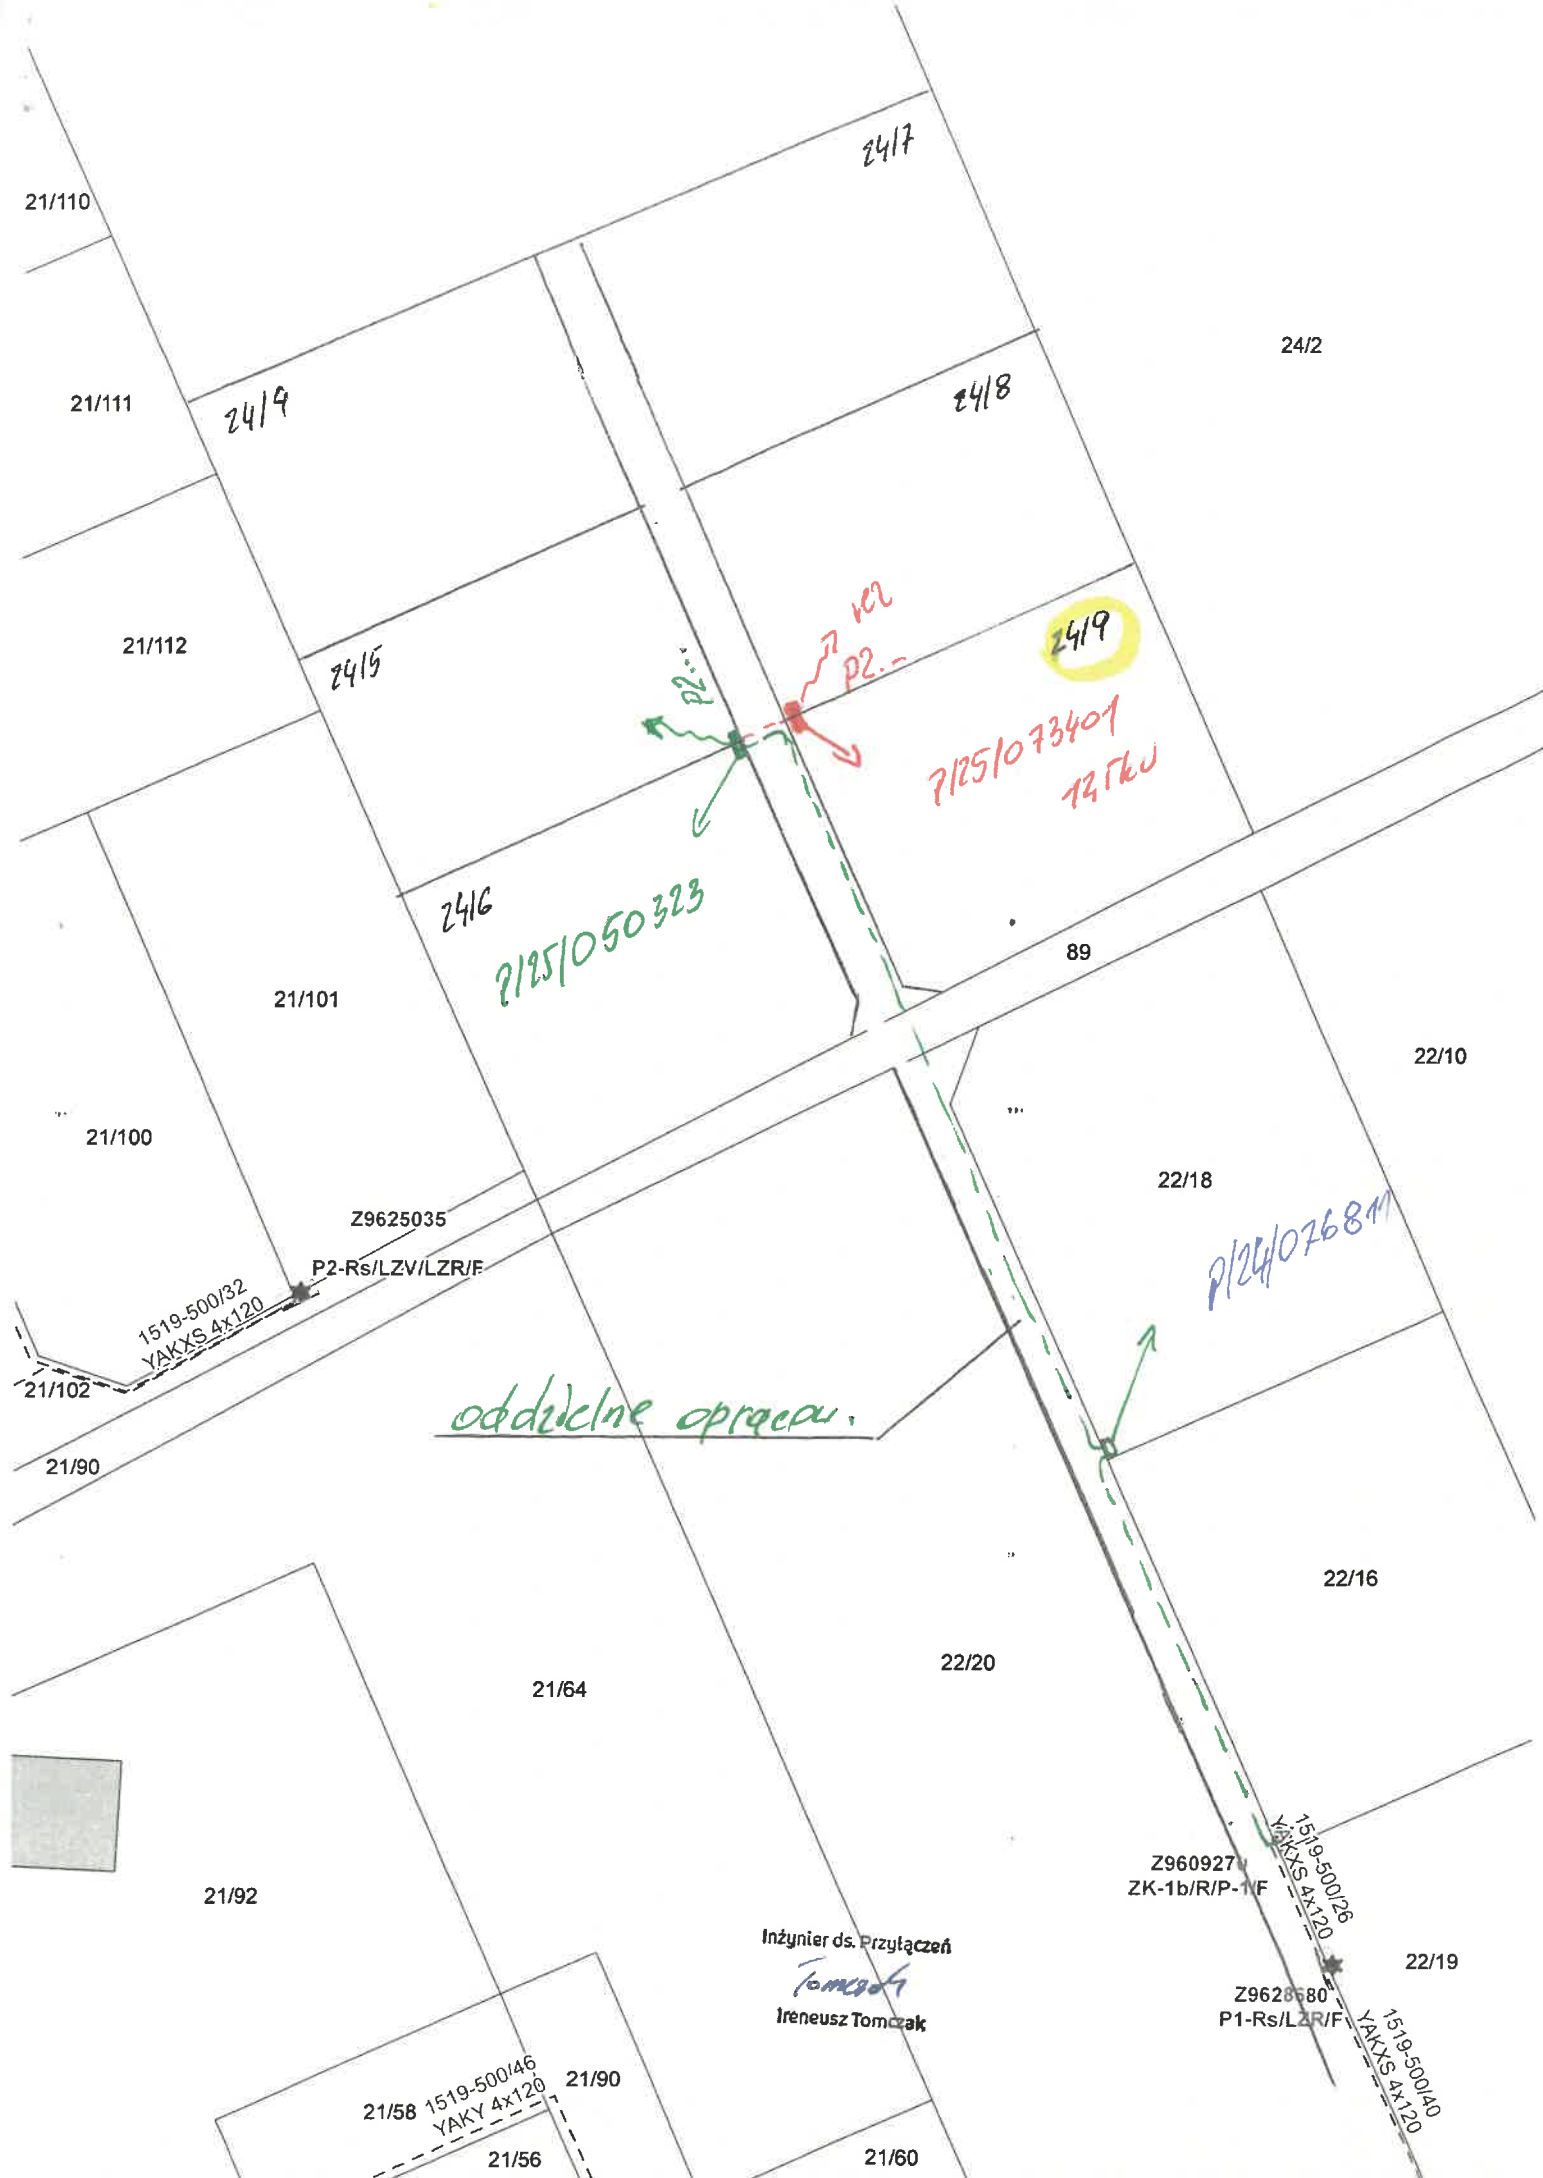 24/7
21/110
24/2
24/8
21/111
24/4
rez
24/9
21/112
p2.-
24/5
p2..
P/25/073401
12,5kW
24/6
P/25/050323
89
21/101
22/10
21/100
22/18
Z9625035
P/24/076811
P2-Rs/LZV/LZR/F
1519-500/32
YAKXS 4x120
21/102
oddzielne opracow.
21/90
22/16
22/20
21/64
1519-500/26
YAKXS 4x120
Z960927
ZK-1b/R/P-1/F
21/92
Inżynier ds. Przyłączeń
Tomczak
Ireneusz Tomczak
22/19
Z9628680
P1-Rs/LZR/F
1519-500/40
YAKXS 4x120
1519-500/46
YAKY 4x120
21/90
21/58
21/56
21/60